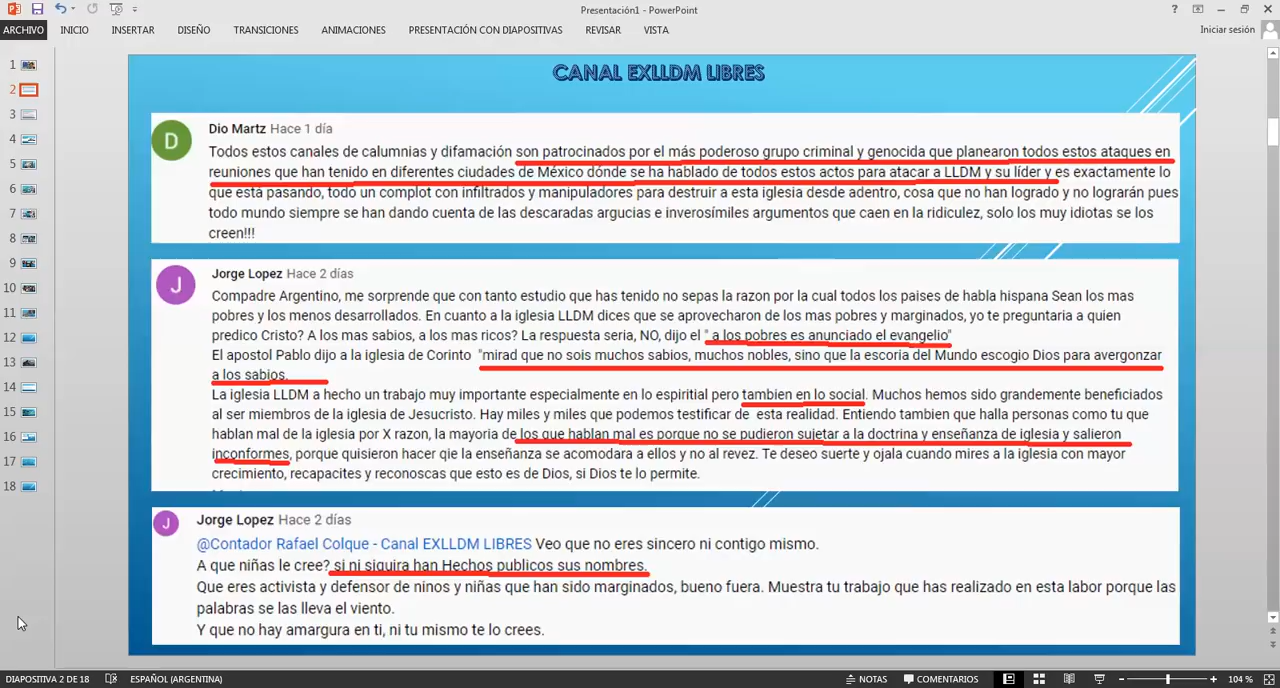 Presentación1 - PowerPoint
ARCHIVO INICIO INSERTAR DISEÑO TRANSICIONES ANIMACIONES PRESENTACIÓN CON DIAPOSITIVAS REVISAR VISTA Iniciar sesión
1
2
3
4
5
6
7
8
9
10
11
12
13
14
15
16
17
18
CANAL EXLLDM LIBRES
D
Dio Martz Hace 1 día
Todos estos canales de calumnias y difamación son patrocinados por el más poderoso grupo criminal y genocida que planearon todos estos ataques en
reuniones que han tenido en diferentes ciudades de México dónde se ha hablado de todos estos actos para atacar a LLDM y su líder y es exactamente lo
que está pasando, todo un complot con infiltrados y manipuladores para destruir a esta iglesia desde adentro, cosa que no han logrado y no lograrán pues
todo mundo siempre se han dando cuenta de las descaradas argucias e inverosímiles argumentos que caen en la ridiculez, solo los muy idiotas se los
creen!!!
J
Jorge Lopez Hace 2 días
Compadre Argentino, me sorprende que con tanto estudio que has tenido no sepas la razon por la cual todos los paises de habla hispana Sean los mas
pobres y los menos desarrollados. En cuanto a la iglesia LLDM dices que se aprovecharon de los mas pobres y marginados, yo te preguntaria a quien
predico Cristo? A los mas sabios, a los mas ricos? La respuesta seria, NO, dijo el " a los pobres es anunciado el evangelio"
El apostol Pablo dijo a la iglesia de Corinto "mirad que no sois muchos sabios, muchos nobles, sino que la escoria del Mundo escogio Dios para avergonzar
a los sabios.
La iglesia LLDM a hecho un trabajo muy importante especialmente en lo espiritial pero tambien en lo social. Muchos hemos sido grandemente beneficiados
al ser miembros de la iglesia de Jesucristo. Hay miles y miles que podemos testificar de esta realidad. Entiendo tambien que halla personas como tu que
hablan mal de la iglesia por X razon, la mayoria de los que hablan mal es porque no se pudieron sujetar a la doctrina y enseñanza de iglesia y salieron
inconformes, porque quisieron hacer qie la enseñanza se acomodara a ellos y no al revez. Te deseo suerte y ojala cuando mires a la iglesia con mayor
crecimiento, recapacites y reconoscas que esto es de Dios, si Dios te lo permite.
J
Jorge Lopez Hace 2 días
@Contador Rafael Colque - Canal EXLLDM LIBRES Veo que no eres sincero ni contigo mismo.
A que niñas le cree? si ni siquira han Hechos publicos sus nombres.
Que eres activista y defensor de ninos y niñas que han sido marginados, bueno fuera. Muestra tu trabajo que has realizado en esta labor porque las
palabras se las lleva el viento.
Y que no hay amargura en ti, ni tu mismo te lo crees.
DIAPOSITIVA 2 DE 18 ESPAÑOL (ARGENTINA) NOTAS COMENTARIOS 104 %